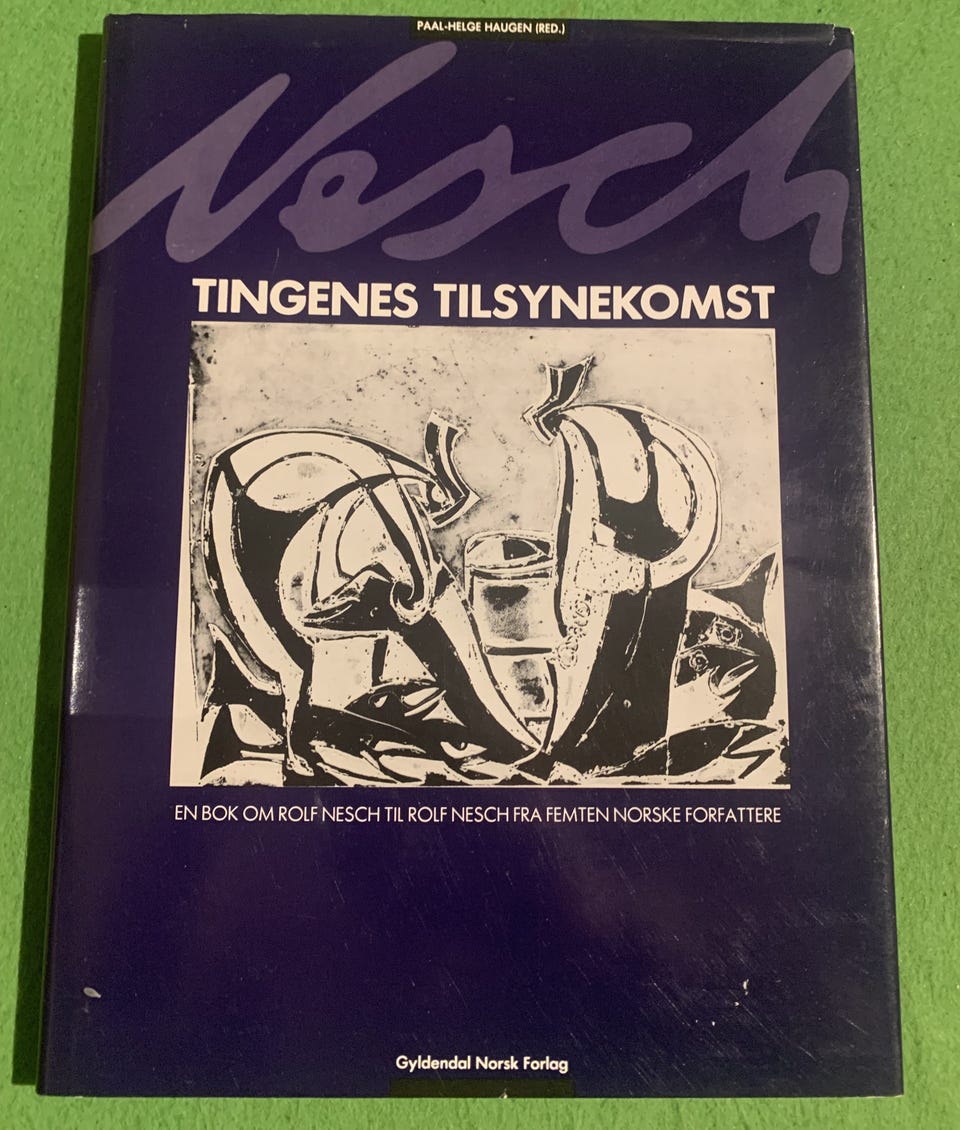 PAAL-HELGE HAUGEN (RED.)
Nesch
TINGENES TILSYNEKOMST
EN BOK OM ROLF NESCH TIL ROLF NESCH FRA FEMTEN NORSKE FORFATTERE
Gyldendal Norsk Forlag